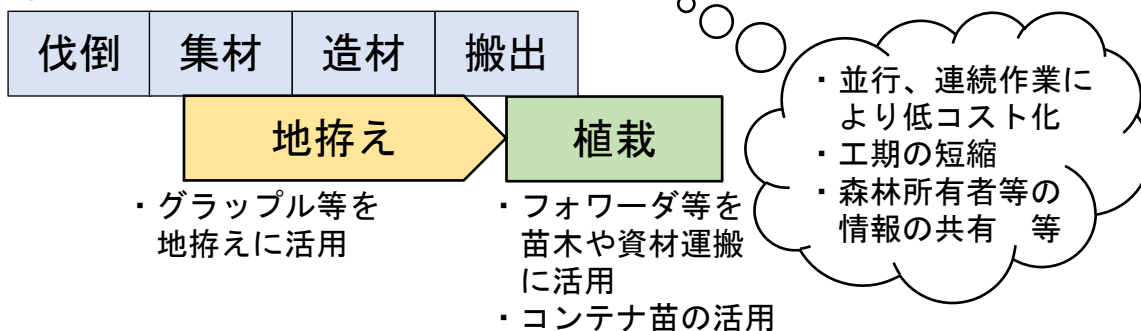 伐倒 集材 造材 搬出
地拵え
植栽
・グラップル等を
地拵えに活用
・フォワーダ等を
苗木や資材運搬
に活用
・コンテナ苗の活用
・並行、連続作業に
より低コスト化
・工期の短縮
・森林所有者等の
情報の共有　等